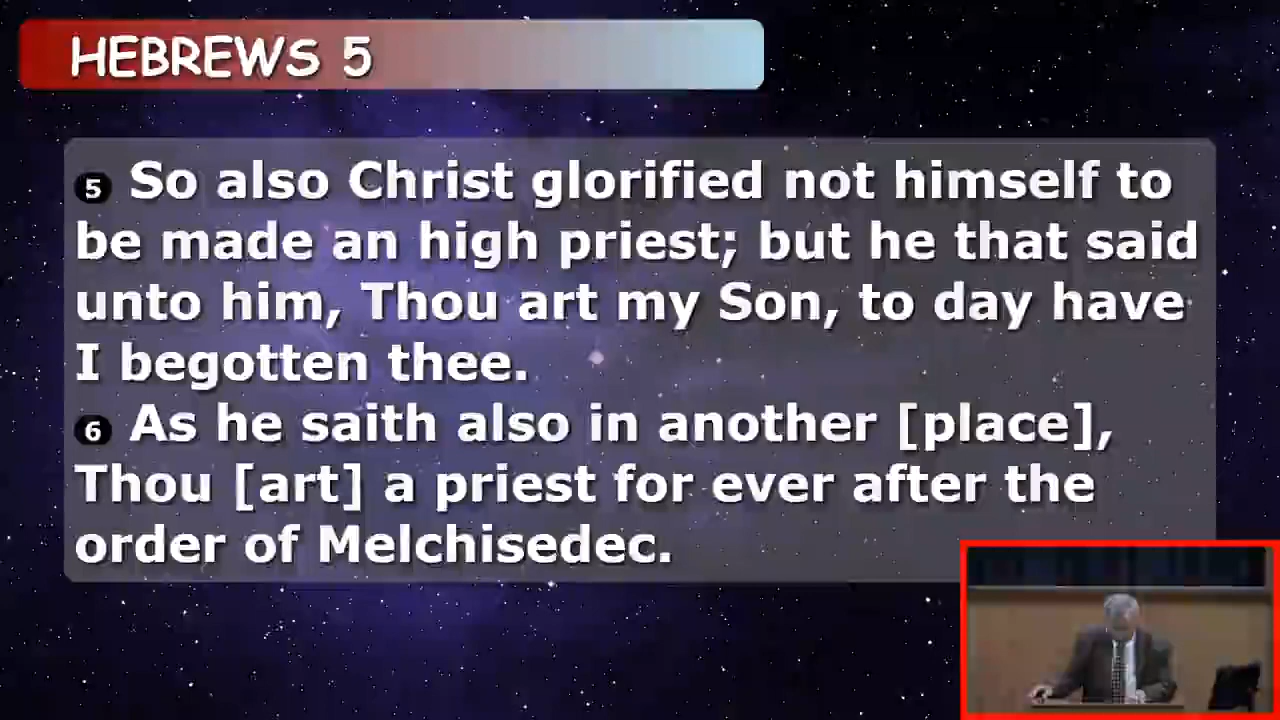 HEBREWS 5
5 So also Christ glorified not himself to
be made an high priest; but he that said
unto him, Thou art my Son, to day have
I begotten thee.
6 As he saith also in another [place],
Thou [art] a priest for ever after the
order of Melchisedec.